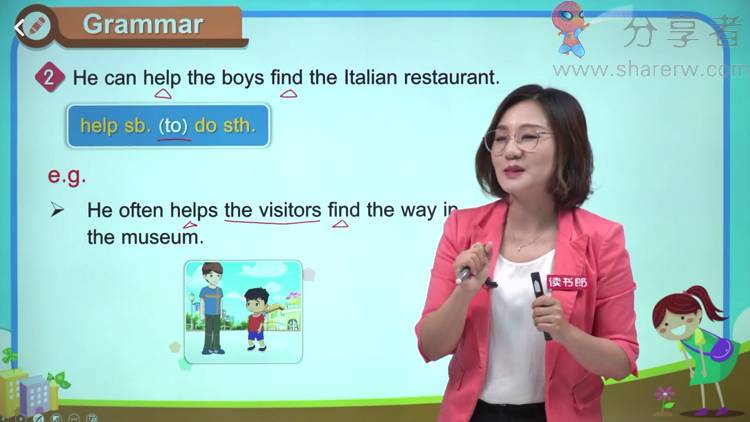 Grammar
分享者
www.sharerw.com
2 He can help the boys find the Italian restaurant.
help sb. (to) do sth.
e.g.
He often helps the visitors find the way in
the museum.
读书郎